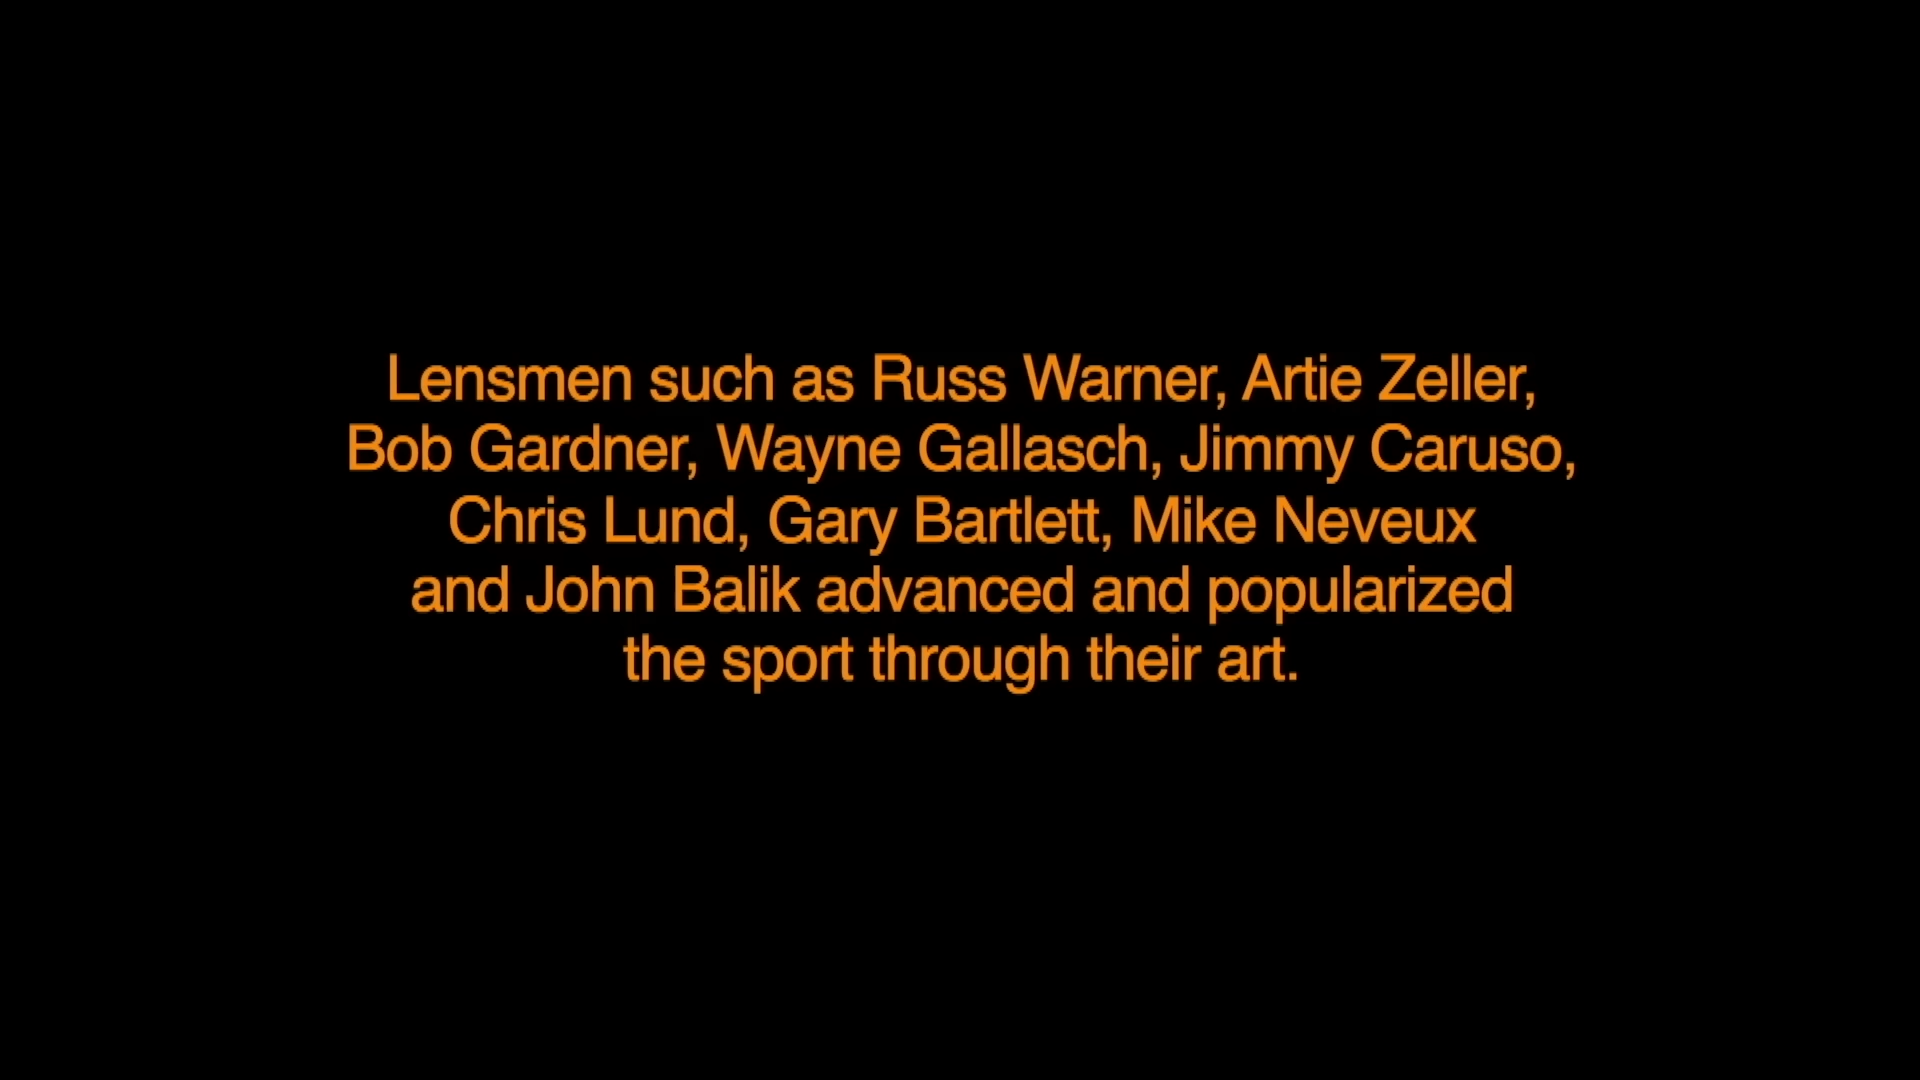 Lensmen such as Russ Warner, Artie Zeller,
Bob Gardner, Wayne Gallasch, Jimmy Caruso,
Chris Lund, Gary Bartlett, Mike Neveux
and John Balik advanced and popularized
the sport through their art.